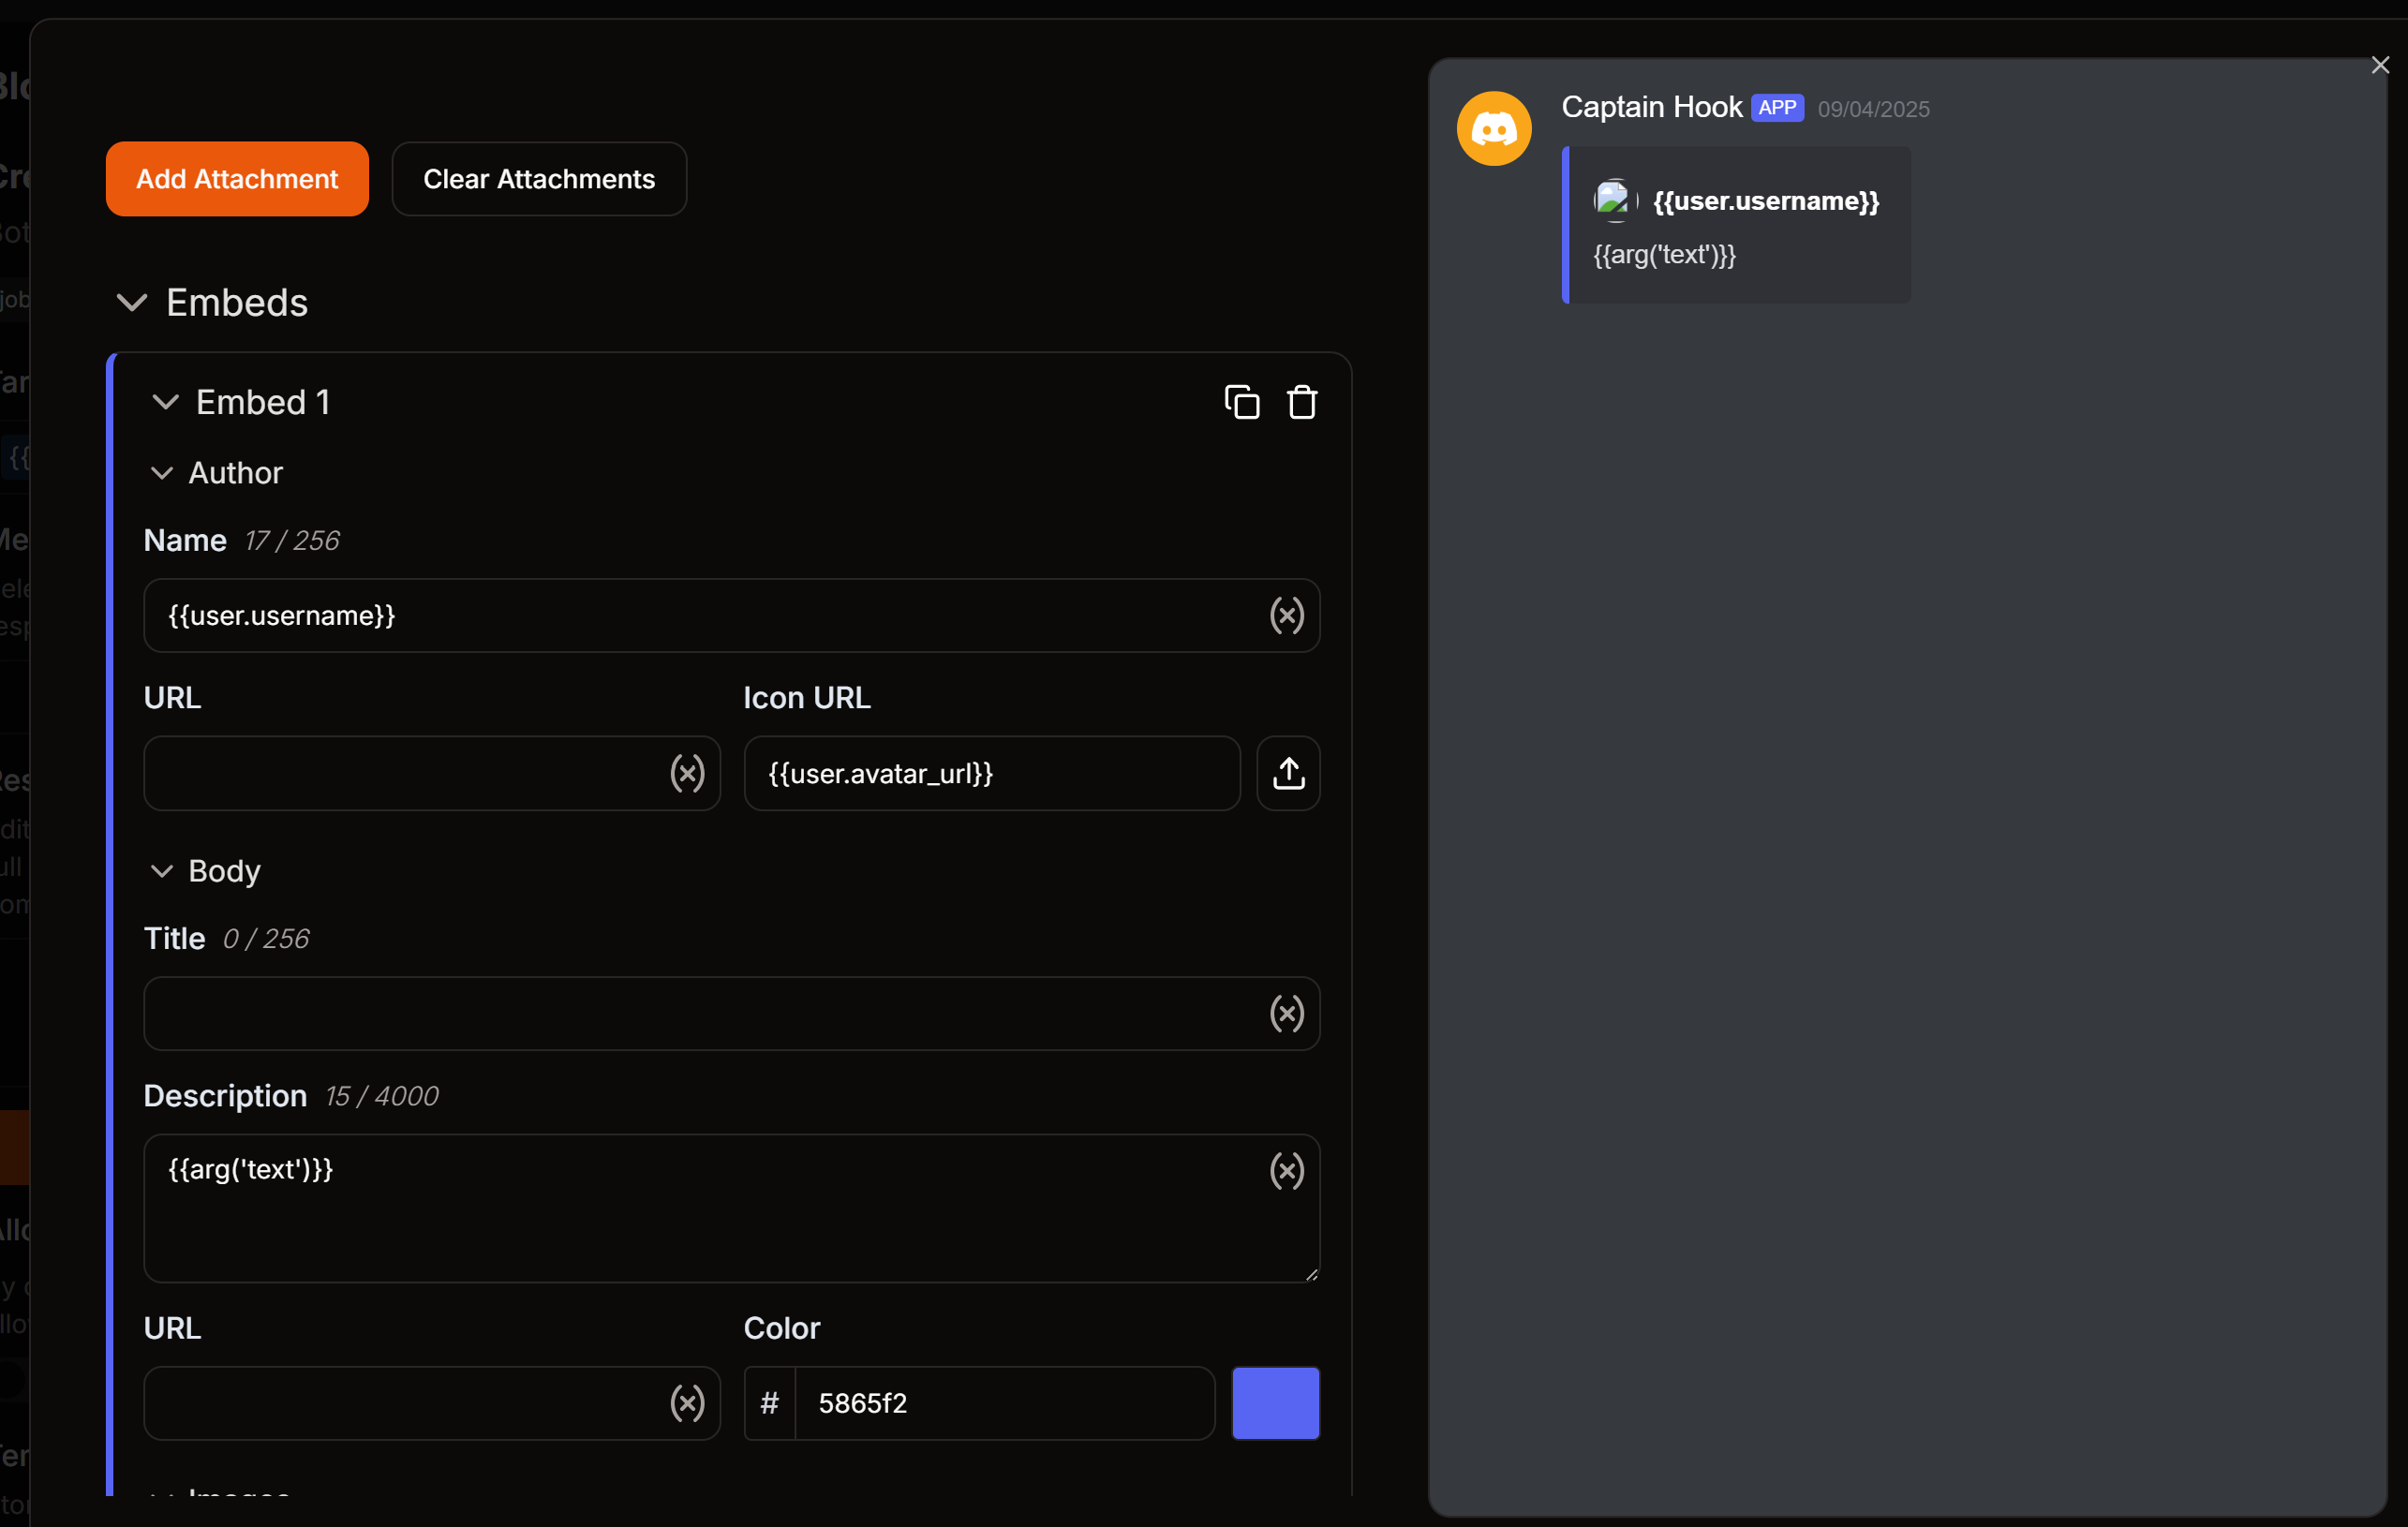 Add Attachment
Clear Attachments
Embeds
Embed 1
Author
Name 17 / 256
{{user.username}}
URL
Icon URL
{{user.avatar_url}}
Body
Title 0 / 256
Description 15 / 4000
{{arg('text')}}
URL
Color
# 5865f2
Images
Captain Hook APP 09/04/2025
{{user.username}}
{{arg('text')}}